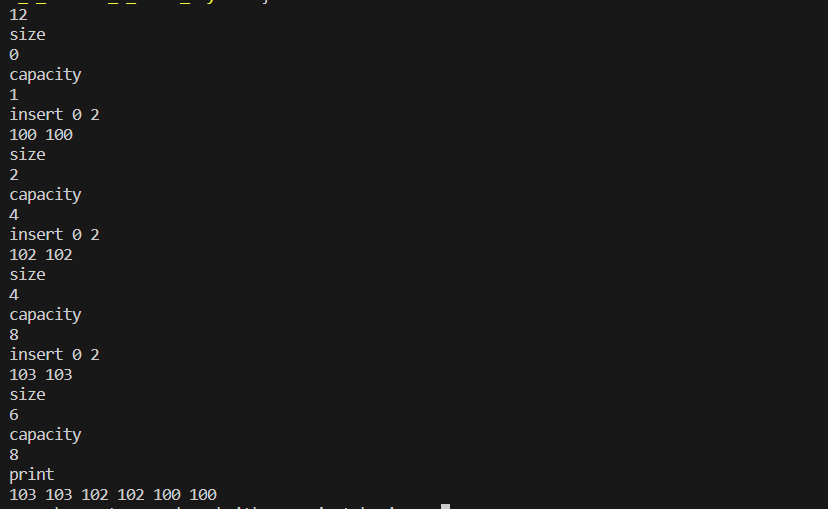 12
size
0
capacity
1
insert 0 2
100 100
size
2
capacity
4
insert 0 2
102 102
size
4
capacity
8
insert 0 2
103 103
size
6
capacity
8
print
103 103 102 102 100 100